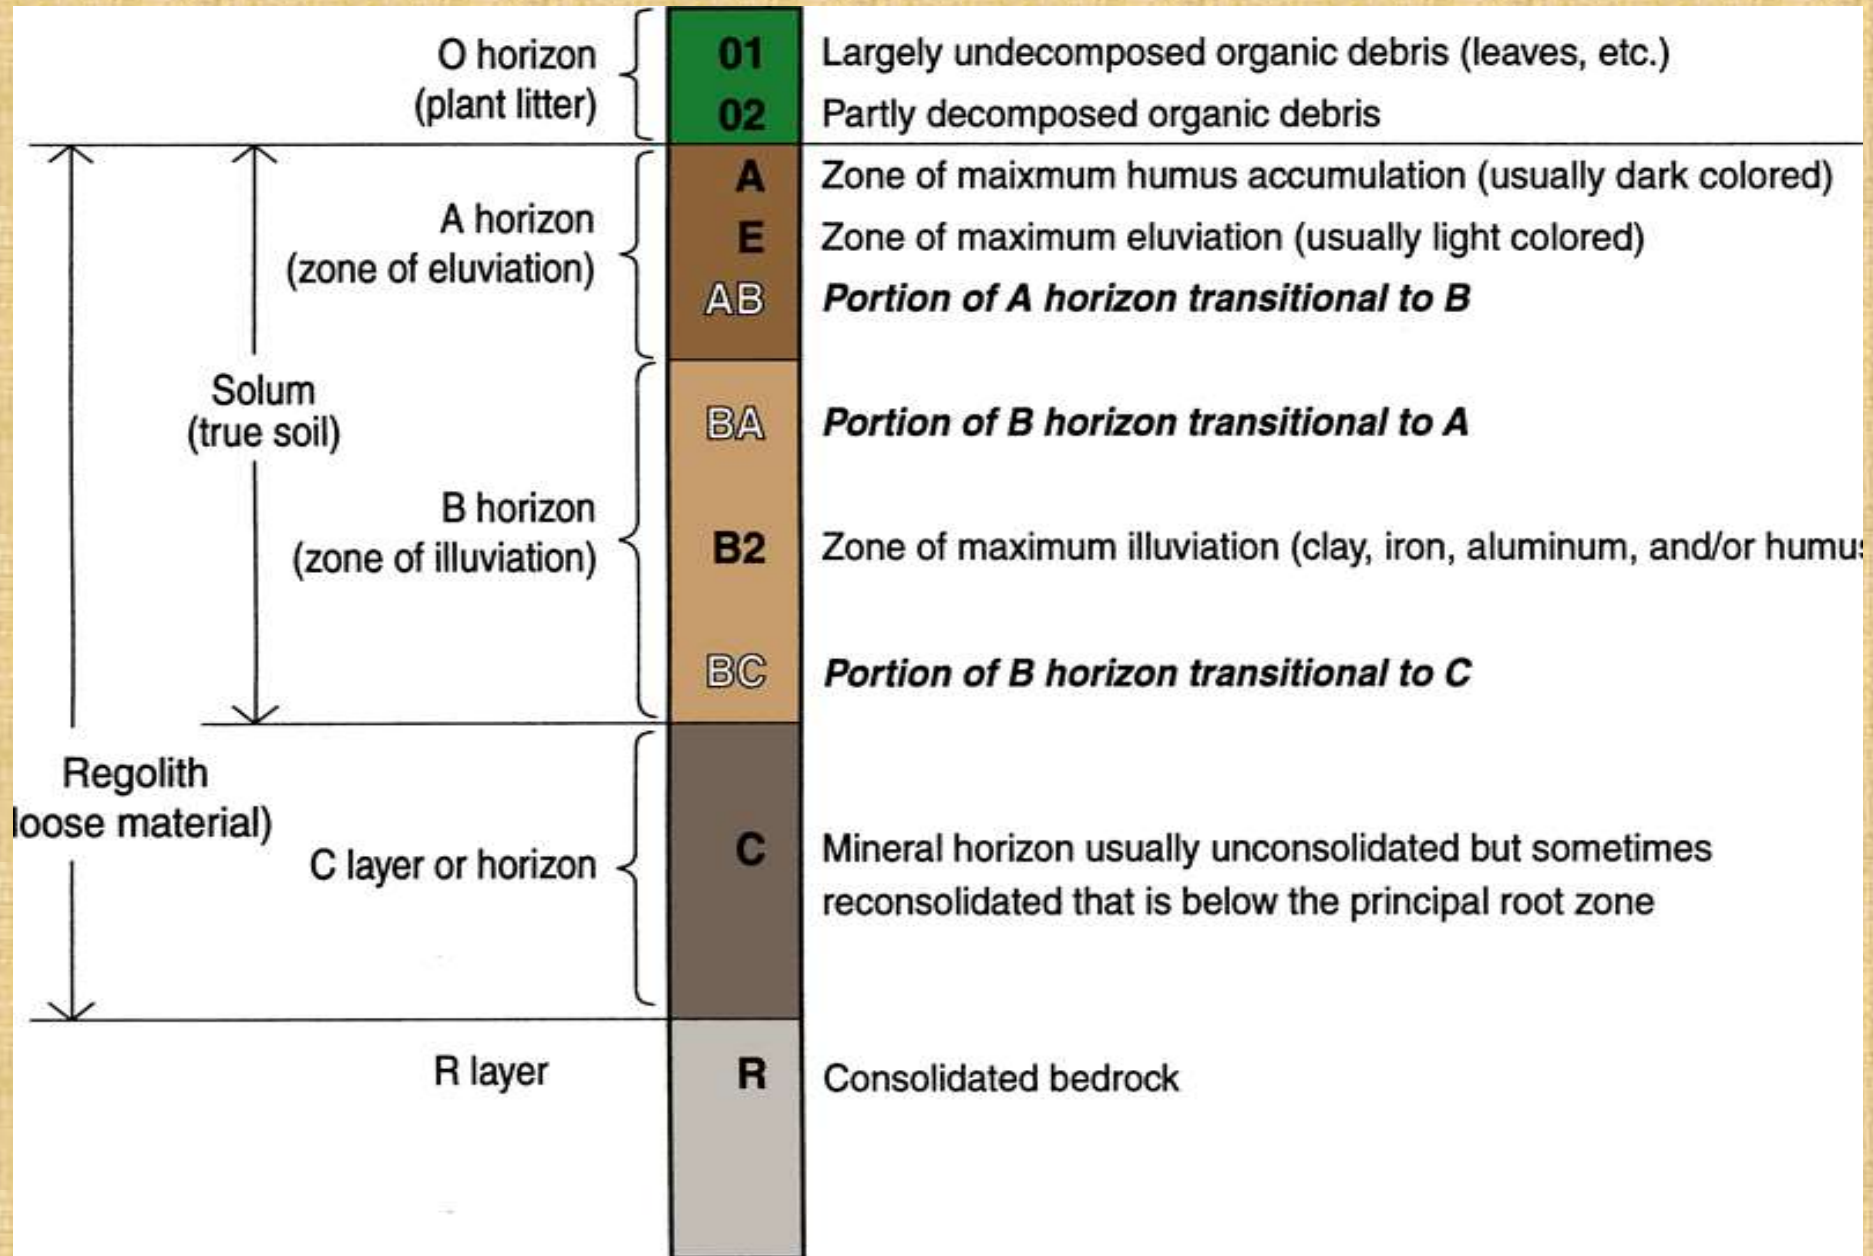 O horizon
(plant litter)
01 Largely undecomposed organic debris (leaves, etc.)
02 Partly decomposed organic debris
A horizon
(zone of eluviation)
A Zone of maixmum humus accumulation (usually dark colored)
E Zone of maximum eluviation (usually light colored)
AB Portion of A horizon transitional to B
Solum
(true soil)
B horizon
(zone of illuviation)
BA Portion of B horizon transitional to A
B2 Zone of maximum illuviation (clay, iron, aluminum, and/or humus
BC Portion of B horizon transitional to C
Regolith
loose material)
C layer or horizon
C Mineral horizon usually unconsolidated but sometimes
reconsolidated that is below the principal root zone
R layer
R Consolidated bedrock